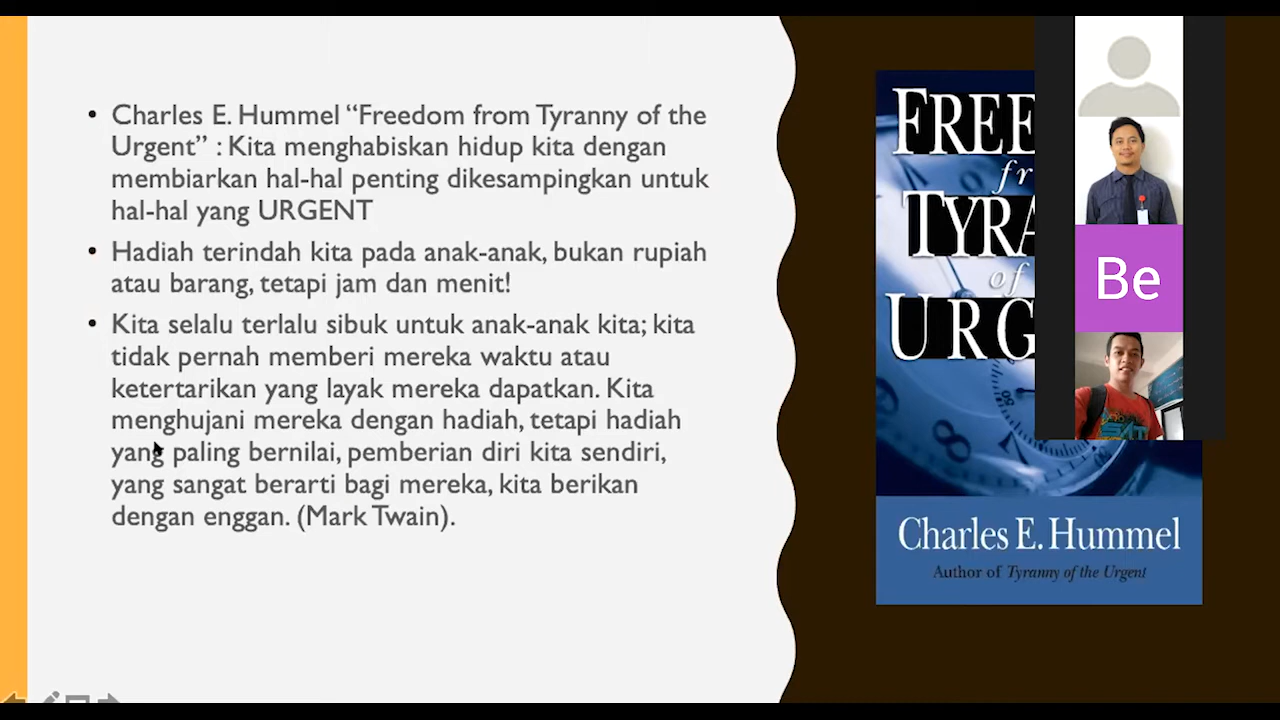 • Charles E. Hummel “Freedom from Tyranny of the
Urgent” : Kita menghabiskan hidup kita dengan
membiarkan hal-hal penting dikesampingkan untuk
hal-hal yang URGENT
• Hadiah terindah kita pada anak-anak, bukan rupiah
atau barang, tetapi jam dan menit!
• Kita selalu terlalu sibuk untuk anak-anak kita; kita
tidak pernah memberi mereka waktu atau
ketertarikan yang layak mereka dapatkan. Kita
menghujani mereka dengan hadiah, tetapi hadiah
yang paling bernilai, pemberian diri kita sendiri,
yang sangat berarti bagi mereka, kita berikan
dengan enggan. (Mark Twain).
FREE
fr
TYRA
of
URG
8
Charles E. Hummel
Author of Tyranny of the Urgent
Be